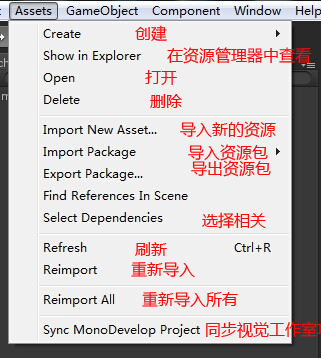 Assets GameObject Component Window Help
Create 创建
Show in Explorer 在资源管理器中查看
Open 打开
Delete 删除
Import New Asset... 导入新的资源
Import Package 导入资源包
Export Package... 导出资源包
Find References In Scene
Select Dependencies 选择相关
Refresh 刷新 Ctrl+R
Reimport 重新导入
Reimport All 重新导入所有
Sync MonoDevelop Project 同步视觉工作室